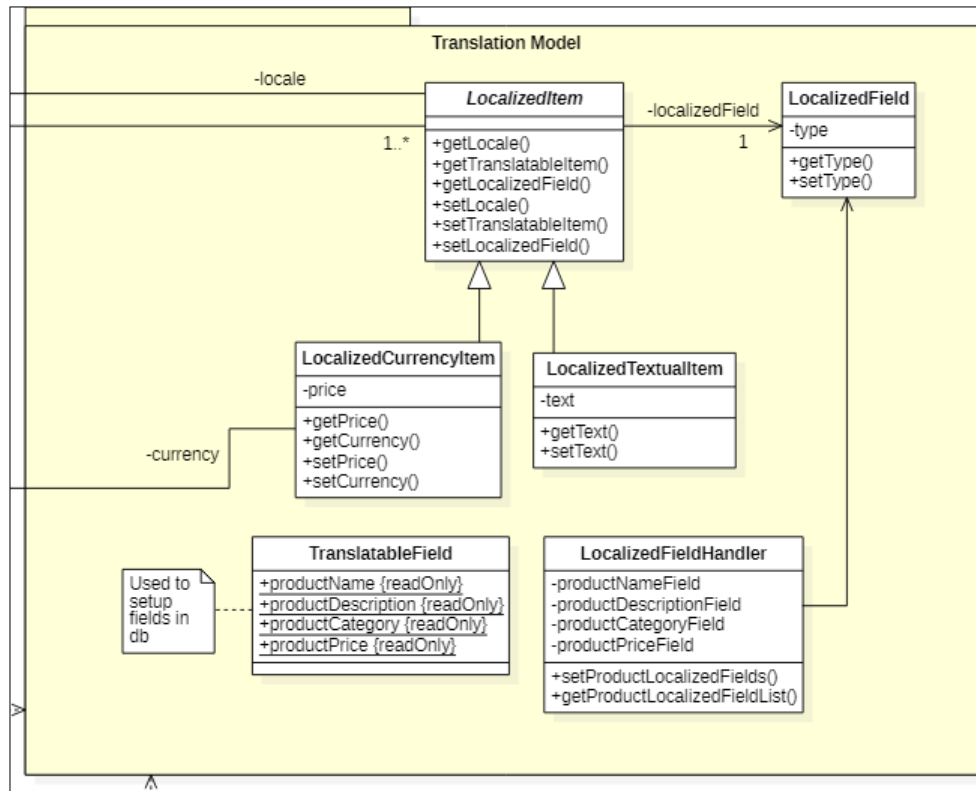 Translation Model
-locale
LocalizedItem
-localizedField
LocalizedField
-type
1..*
1
+getLocale()
+getTranslatableItem()
+getLocalizedField()
+setLocale()
+setTranslatableItem()
+setLocalizedField()
+getType()
+setType()
LocalizedCurrencyItem
-price
+getPrice()
+getCurrency()
+setPrice()
+setCurrency()
LocalizedTextualItem
-text
+getText()
+setText()
-currency
TranslatableField
+productName {readOnly}
+productDescription {readOnly}
+productCategory {readOnly}
+productPrice {readOnly}
Used to
setup
fields in
db
LocalizedFieldHandler
-productNameField
-productDescriptionField
-productCategoryField
-productPriceField
+setProductLocalizedFields()
+getProductLocalizedFieldList()